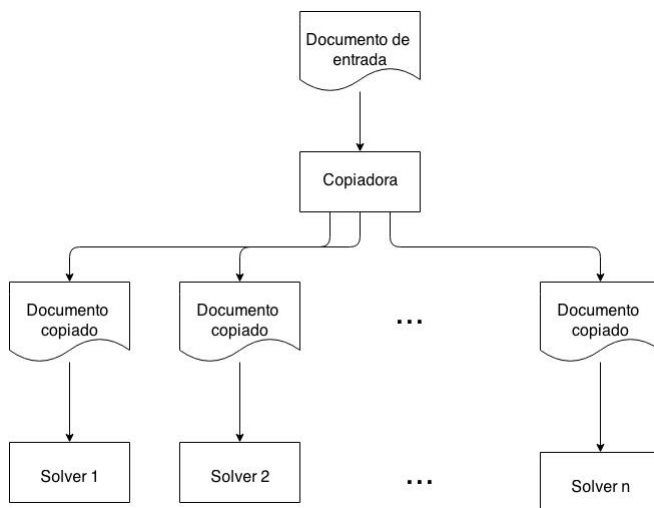 Documento de
entrada
Copiadora
Documento
copiado
Documento
copiado
...
Documento
copiado
Solver 1
Solver 2
...
Solver n